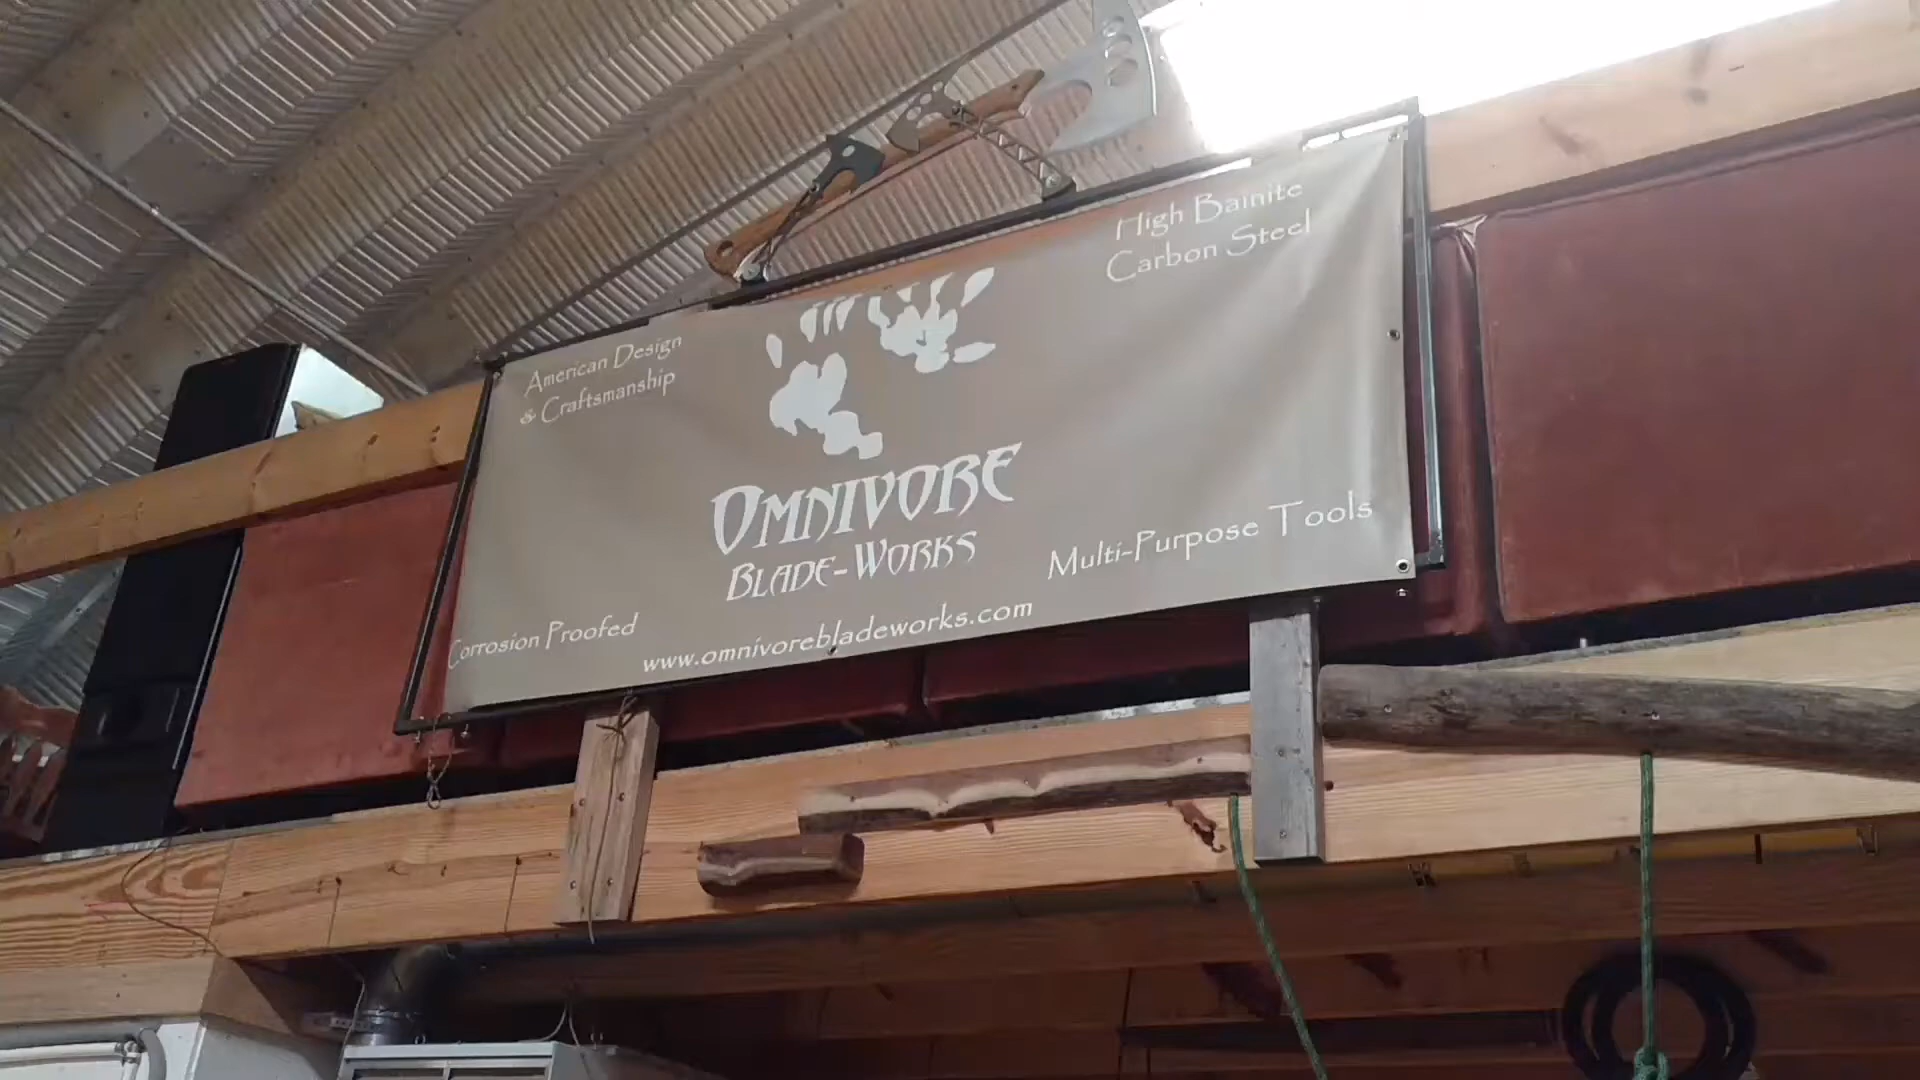 American Design
& Craftsmanship
High Bainite
Carbon Steel
OMNIVORE
BLADE-WORKS
Corrosion Proofed
Multi-Purpose Tools
www.omnivorebladeworks.com